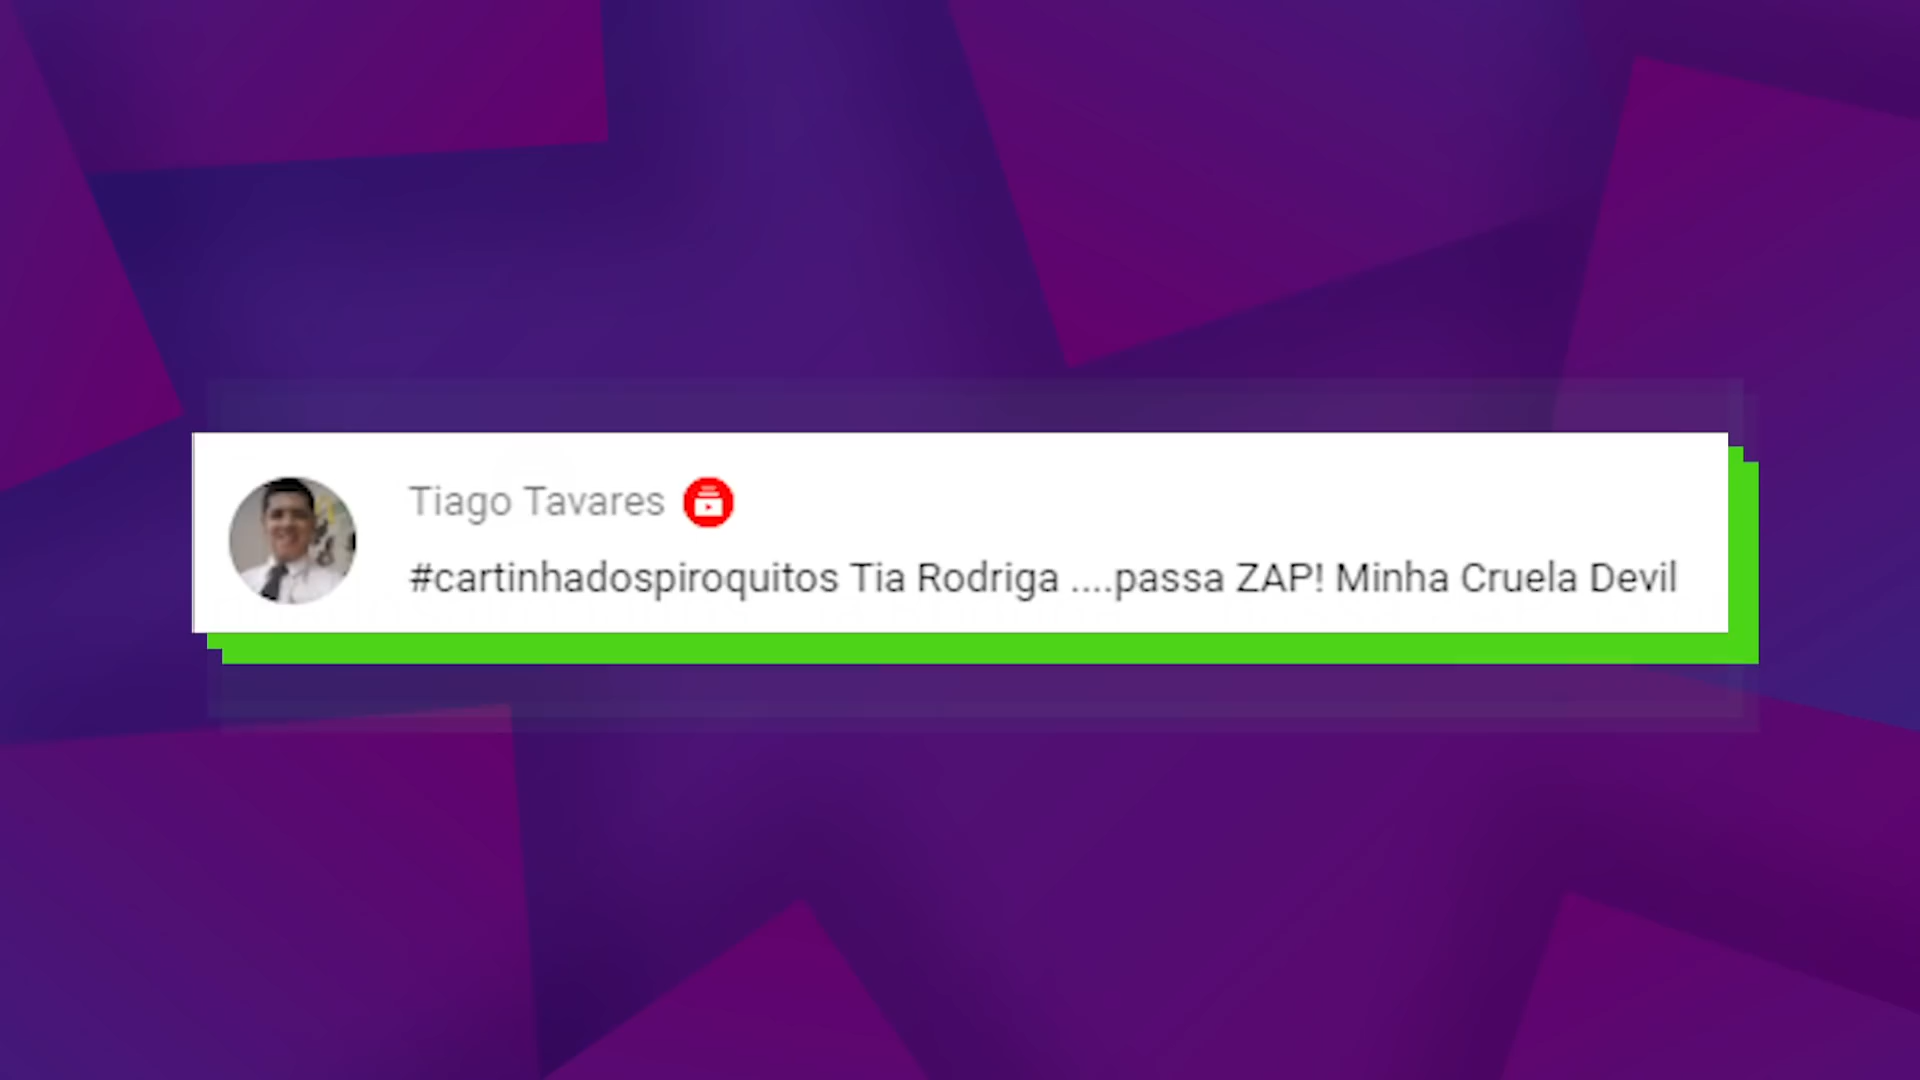 Tiago Tavares
#cartinhadospiroquitos Tia Rodriga ....passa ZAP! Minha Cruela Devil